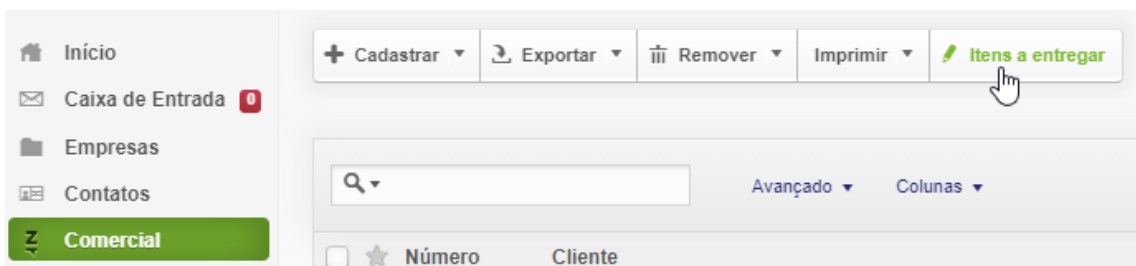 Início
Caixa de Entrada 0
Empresas
Contatos
Comercial
Cadastrar Exportar Remover Imprimir Itens a entregar
Avançado Colunas
Número Cliente